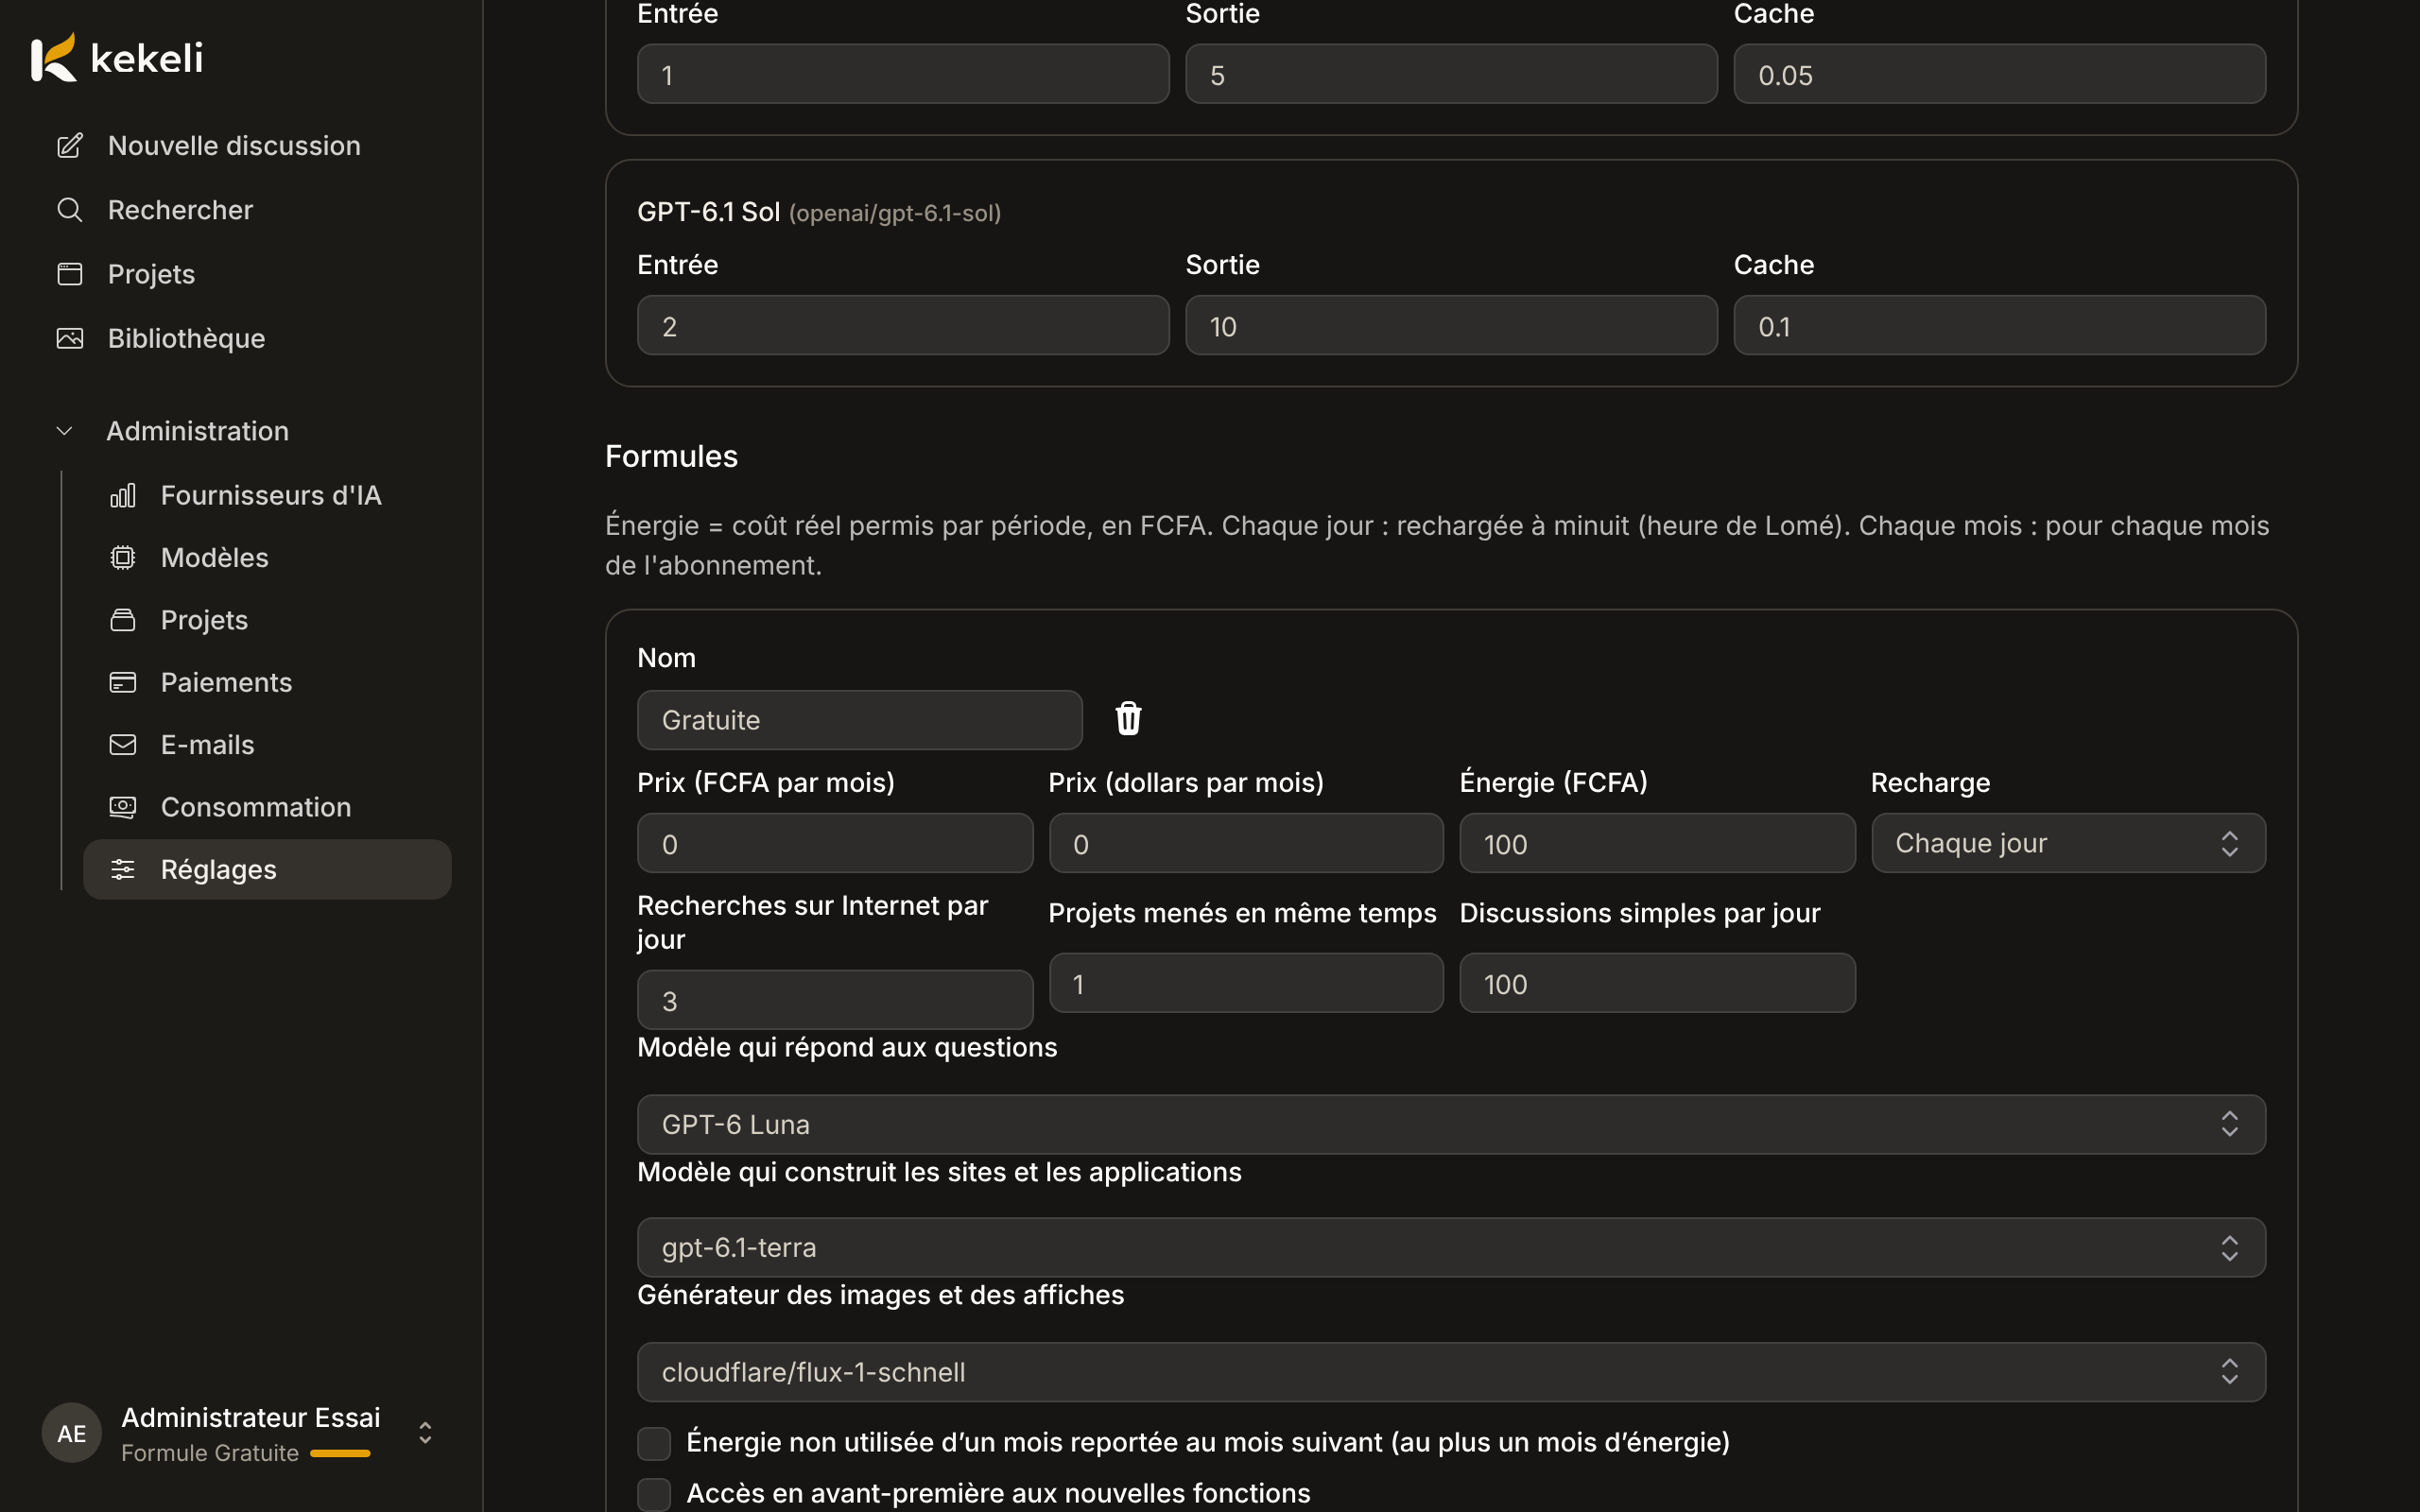 kekeli
Nouvelle discussion
Rechercher
Projets
Bibliothèque
Administration
Fournisseurs d'IA
Modèles
Projets
Paiements
E-mails
Consommation
Réglages
AE
Administrateur Essai
Formule Gratuite
Entrée Sortie Cache
1 5 0.05
GPT-6.1 Sol (openai/gpt-6.1-sol)
Entrée Sortie Cache
2 10 0.1
Formules
Énergie = coût réel permis par période, en FCFA. Chaque jour : rechargée à minuit (heure de Lomé). Chaque mois : pour chaque mois
de l'abonnement.
Nom
Gratuite
Prix (FCFA par mois) Prix (dollars par mois) Énergie (FCFA) Recharge
0 0 100 Chaque jour
Recherches sur Internet par
jour
Projets menés en même temps Discussions simples par jour
3 1 100
Modèle qui répond aux questions
GPT-6 Luna
Modèle qui construit les sites et les applications
gpt-6.1-terra
Générateur des images et des affiches
cloudflare/flux-1-schnell
Énergie non utilisée d’un mois reportée au mois suivant (au plus un mois d’énergie)
Accès en avant-première aux nouvelles fonctions